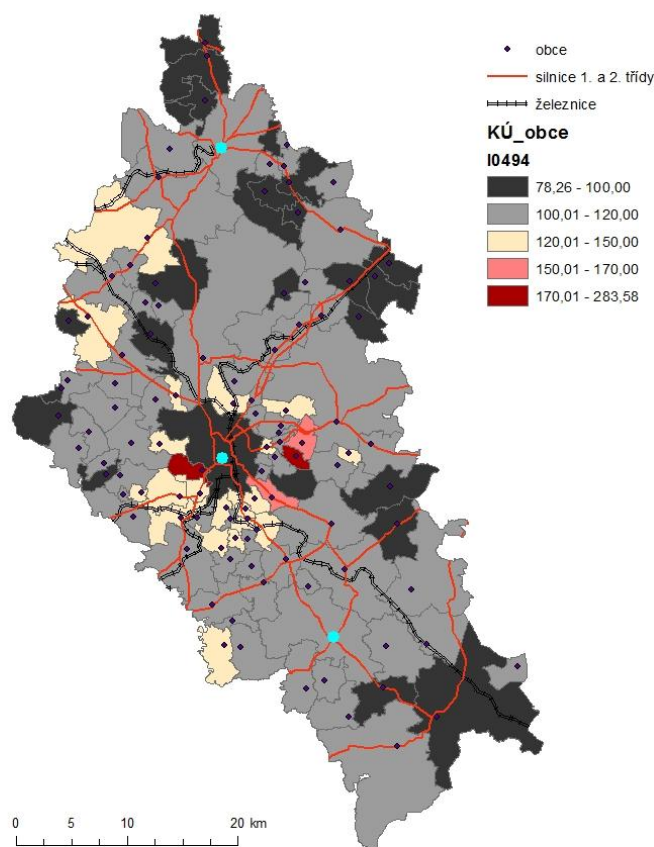 obce
silnice 1. a 2. třídy
železnice
KÚ_obce
I0494
78,26 - 100,00
100,01 - 120,00
120,01 - 150,00
150,01 - 170,00
170,01 - 283,58
0 5 10 20 km